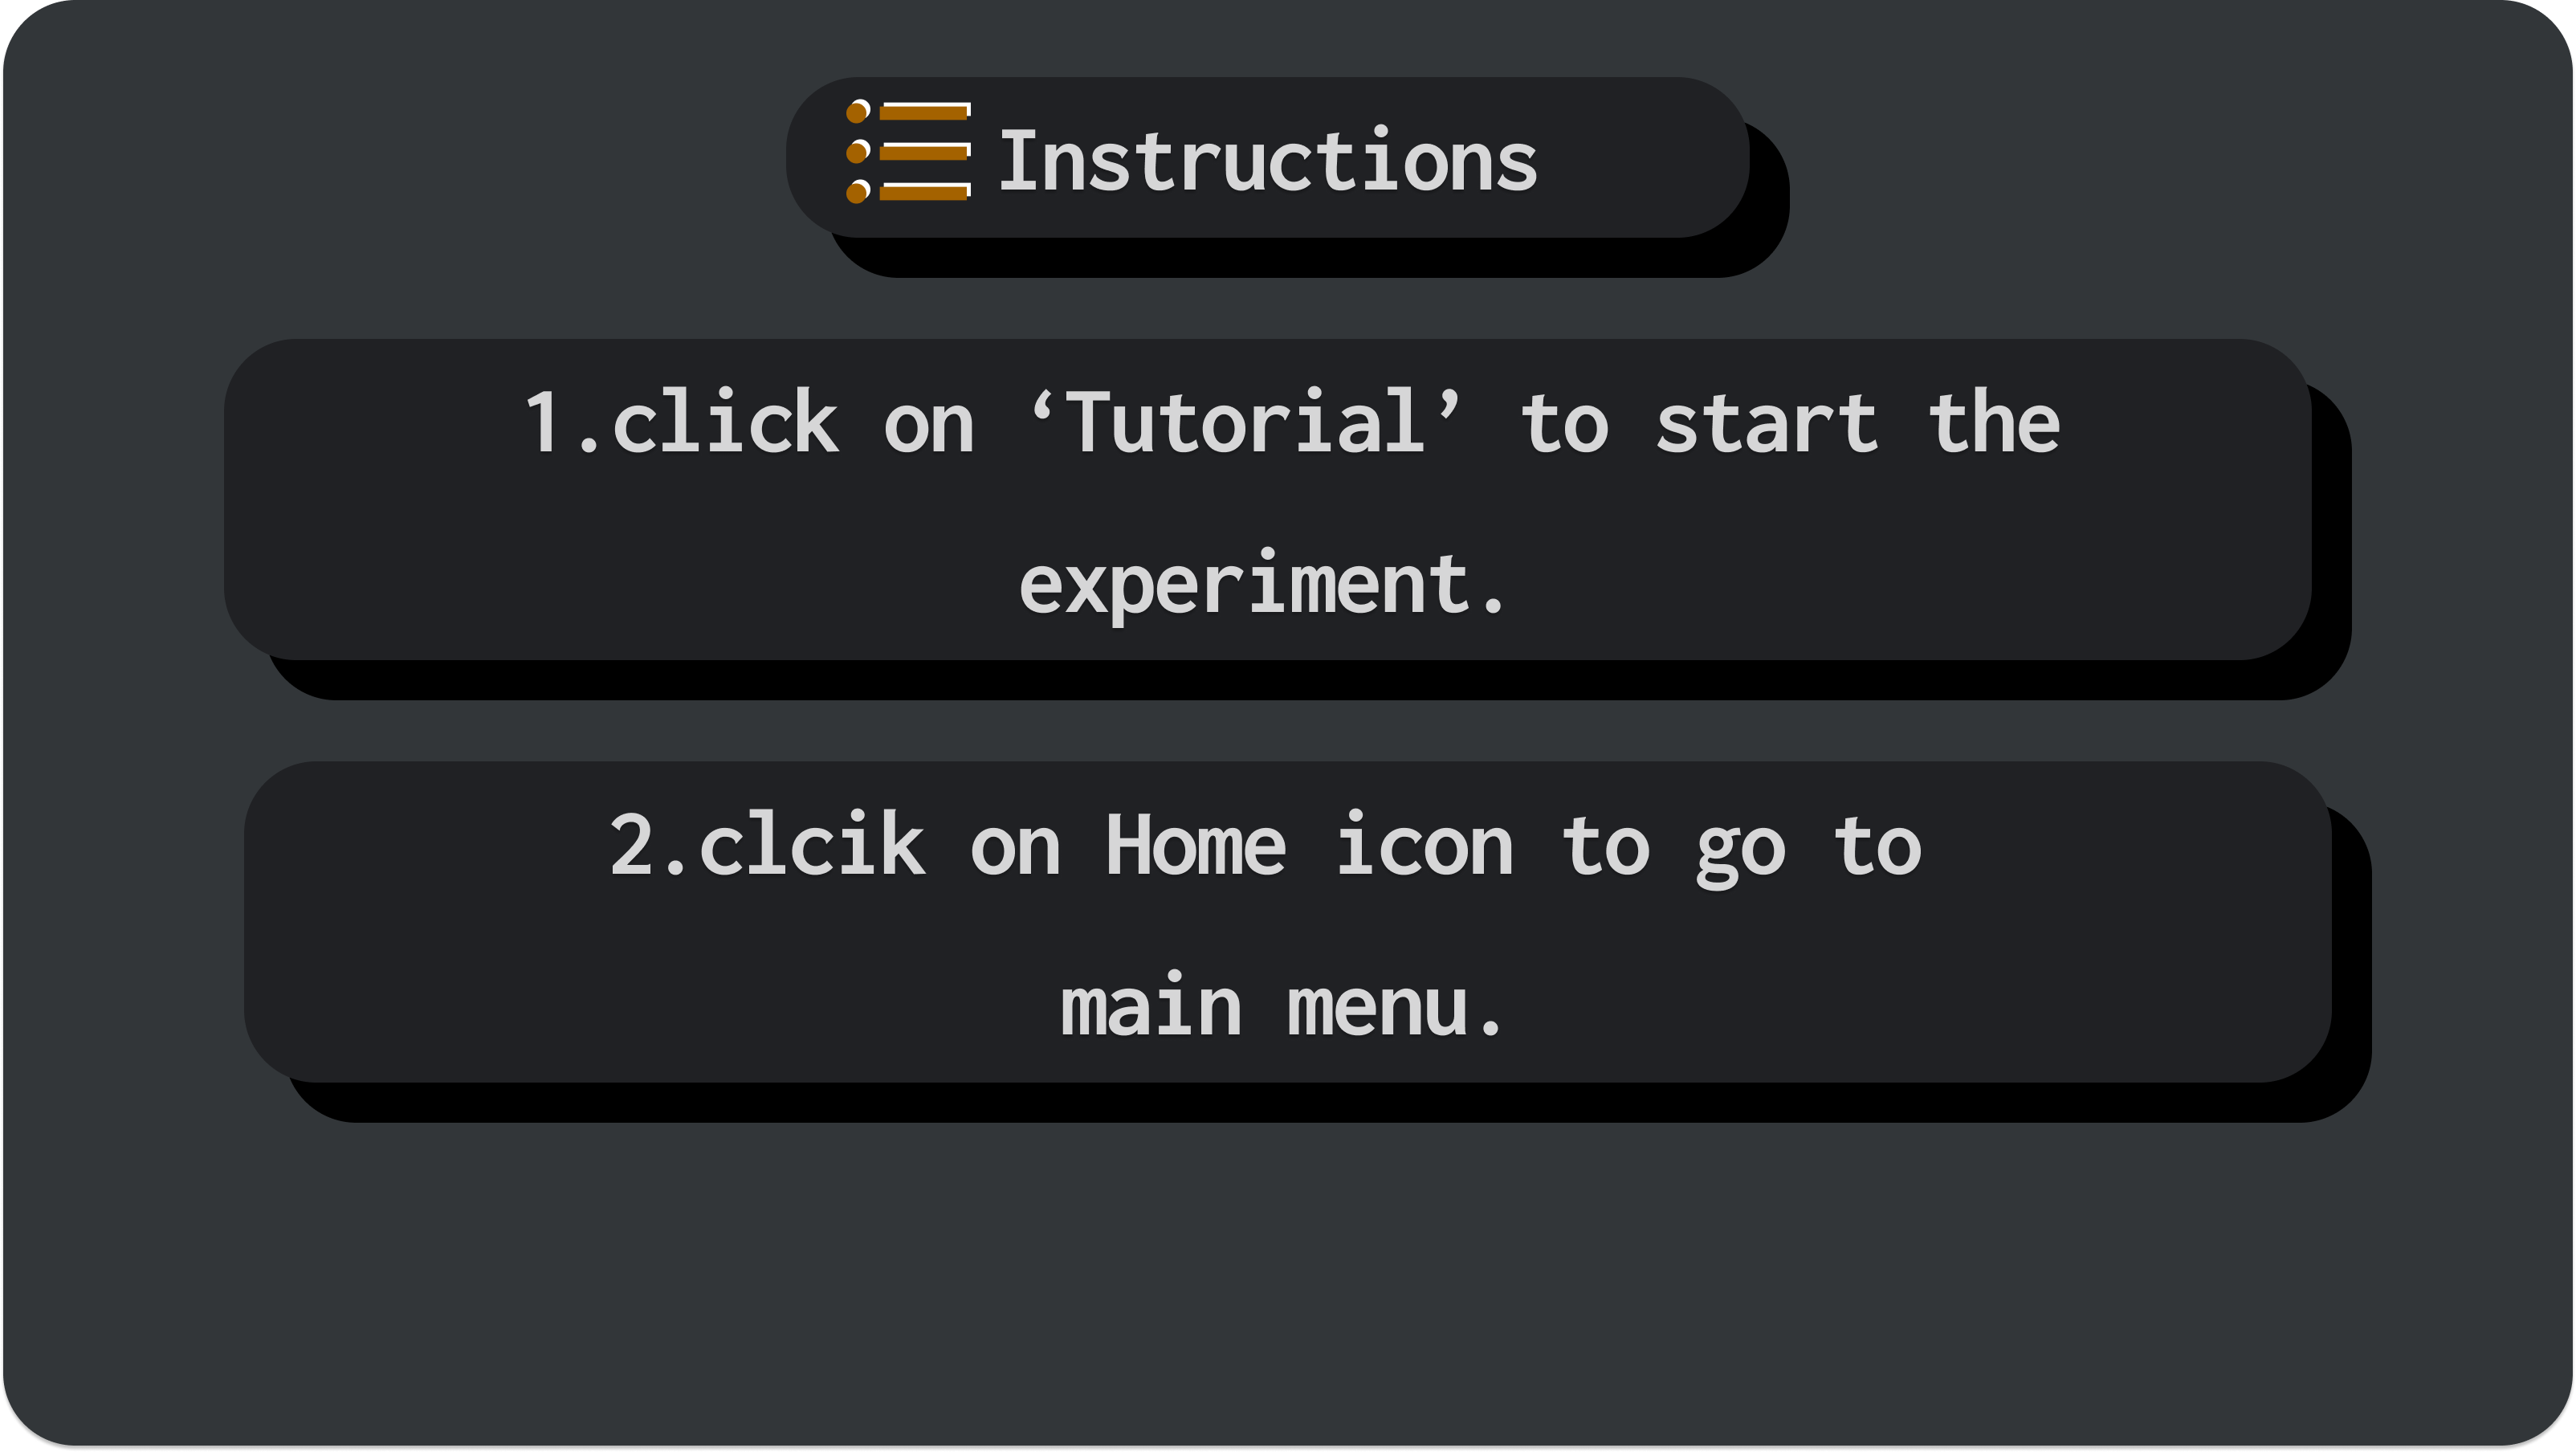 Instructions
1.click on ‘Tutorial’ to start the
experiment.
2.clcik on Home icon to go to
main menu.